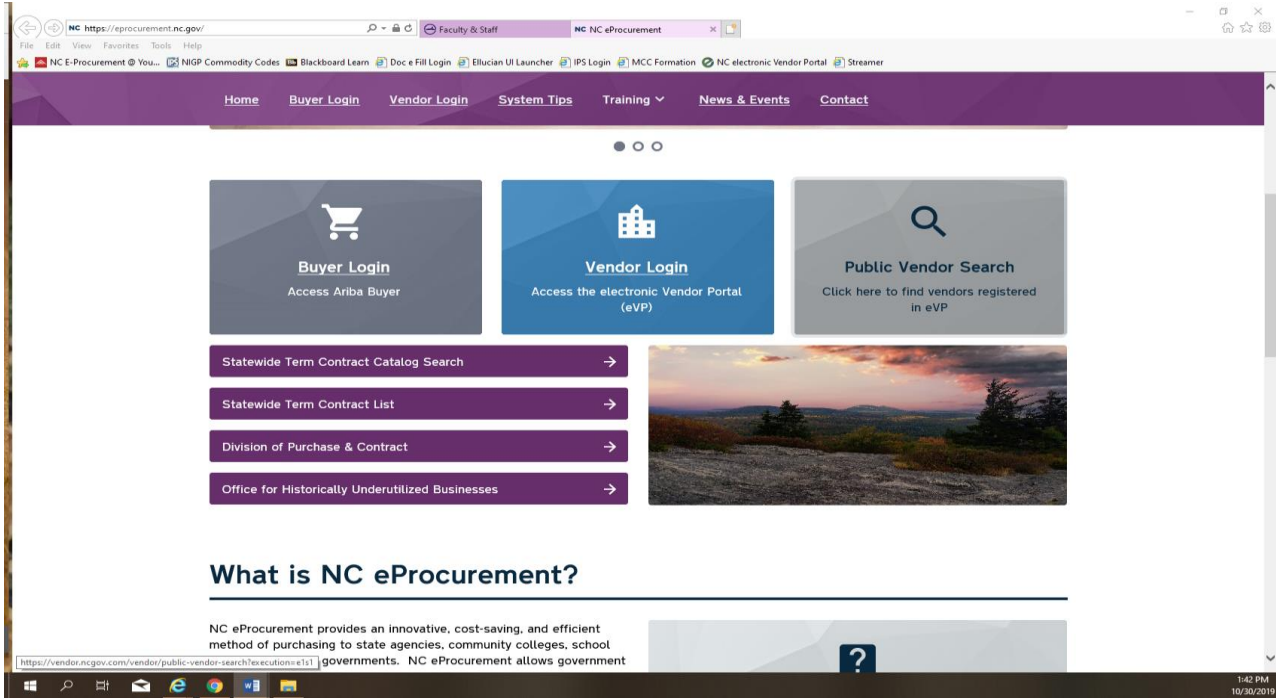 NC https://eprocurement.nc.gov/
Faculty & Staff
NC NC eProcurement
File Edit View Favorites Tools Help
NC E-Procurement @ You... NIGP Commodity Codes Blackboard Learn Doc e Fill Login Ellucian UI Launcher IPS Login MCC Formation NC electronic Vendor Portal Streamer
Home Buyer Login Vendor Login System Tips Training News & Events Contact
Buyer Login
Access Ariba Buyer
Vendor Login
Access the electronic Vendor Portal
(eVP)
Public Vendor Search
Click here to find vendors registered
in eVP
Statewide Term Contract Catalog Search
Statewide Term Contract List
Division of Purchase & Contract
Office for Historically Underutilized Businesses
What is NC eProcurement?
NC eProcurement provides an innovative, cost-saving, and efficient
method of purchasing to state agencies, community colleges, school
governments. NC eProcurement allows government
?
https://vendor.ncgov.com/vendor/public-vendor-search?execution=e1s1
1:42 PM
10/30/2019